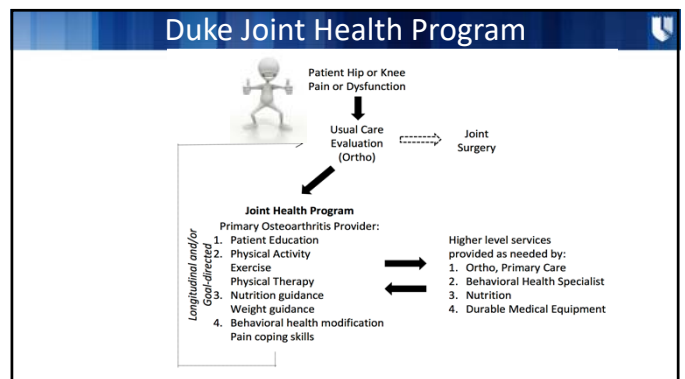 Duke Joint Health Program
Patient Hip or Knee
Pain or Dysfunction
Usual Care
Evaluation
(Ortho)
Joint
Surgery
Joint Health Program
Primary Osteoarthritis Provider:
1. Patient Education
2. Physical Activity
Exercise
Physical Therapy
3. Nutrition guidance
Weight guidance
4. Behavioral health modification
Pain coping skills
Longitudinal and/or
Goal-directed
Higher level services
provided as needed by:
1. Ortho, Primary Care
2. Behavioral Health Specialist
3. Nutrition
4. Durable Medical Equipment